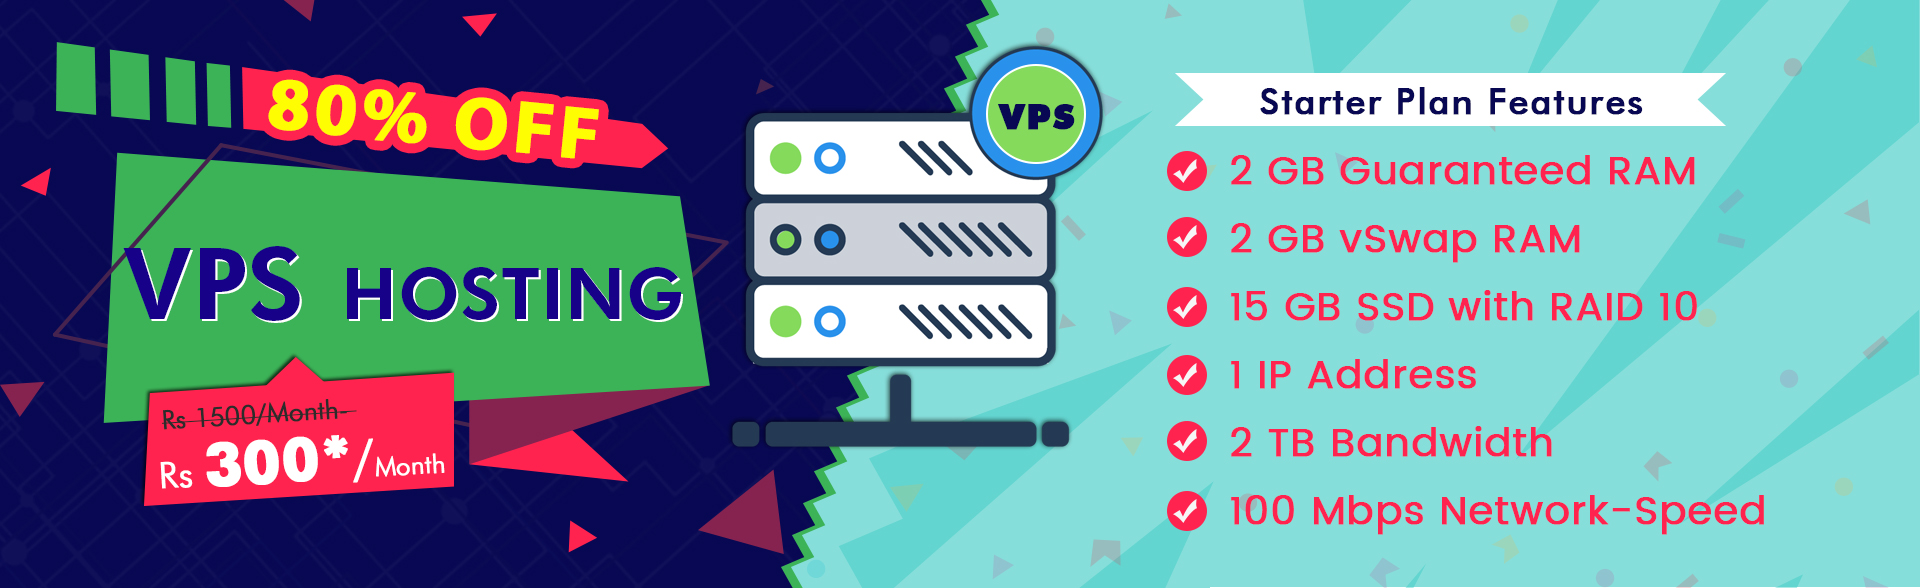 80% OFF
VPS HOSTING
Rs 1500/Month-
Rs 300*/Month
VPS
Starter Plan Features
2 GB Guaranteed RAM
2 GB vSwap RAM
15 GB SSD with RAID 10
1 IP Address
2 TB Bandwidth
100 Mbps Network-Speed